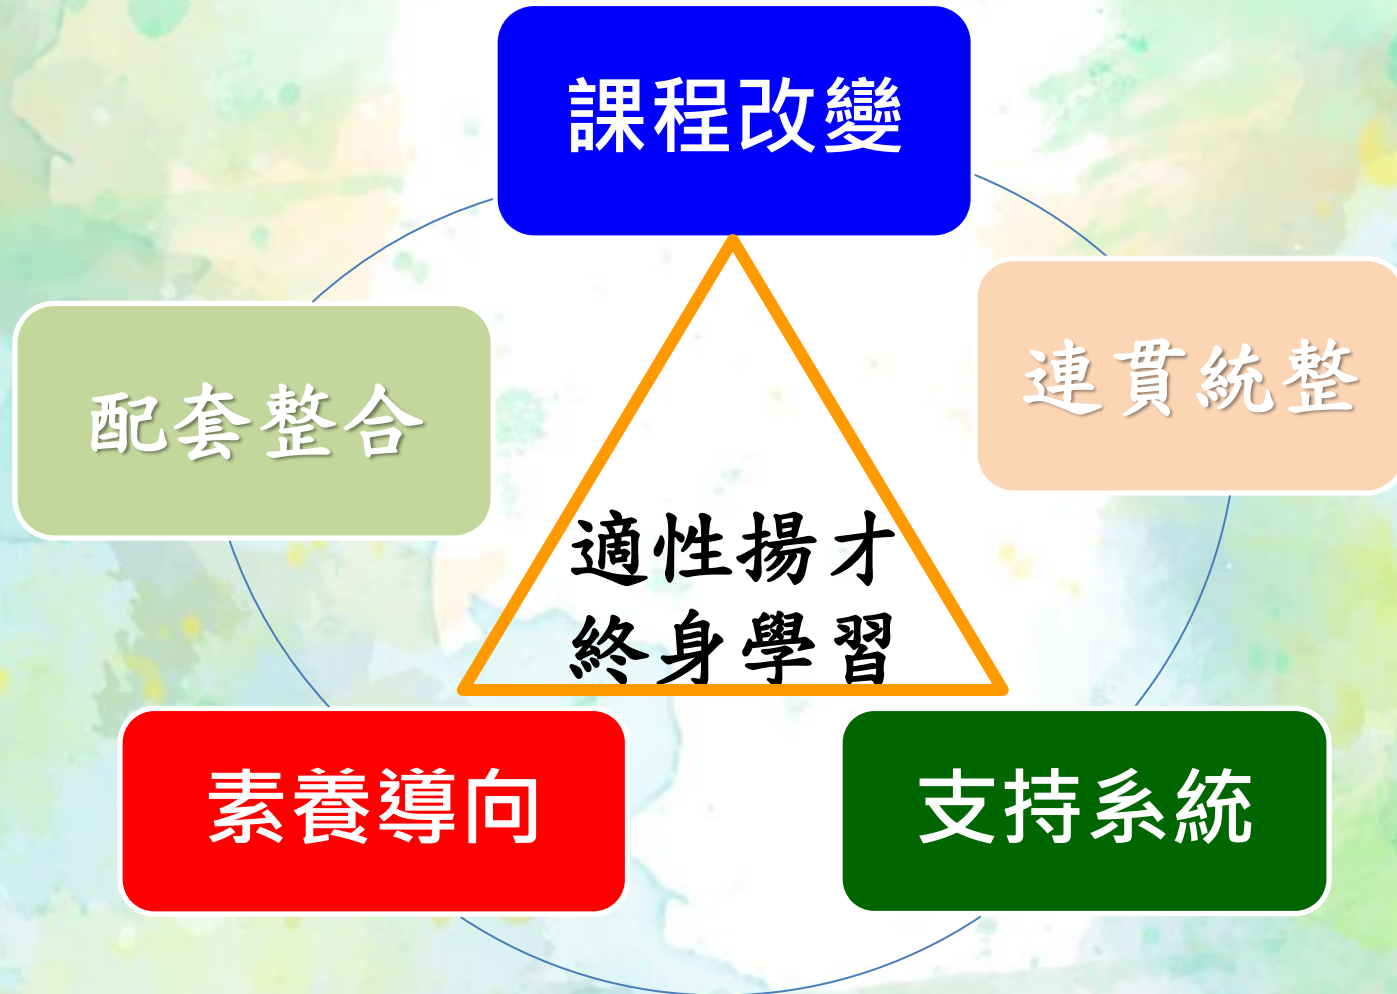 課程改變
連貫統整
配套整合
適性揚才
終身學習
素養導向
支持系統